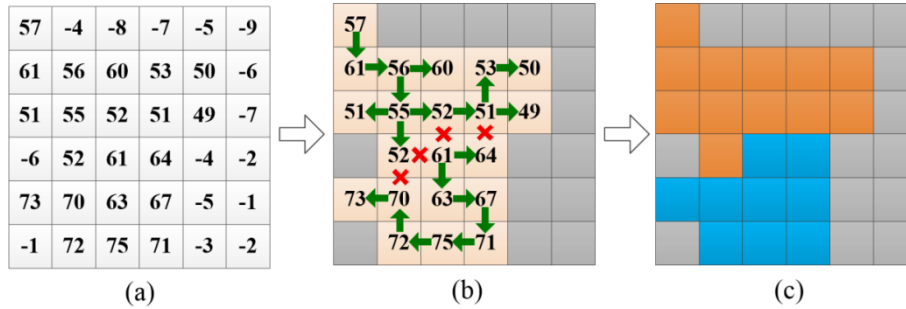 57 -4 -8 -7 -5 -9
61 56 60 53 50 -6
51 55 52 51 49 -7
-6 52 61 64 -4 -2
73 70 63 67 -5 -1
-1 72 75 71 -3 -2
(a)
57
61 56 60 53 50
51 55 52 51 49
52 61 64
73 70 63 67
72 75 71
(b)
(c)